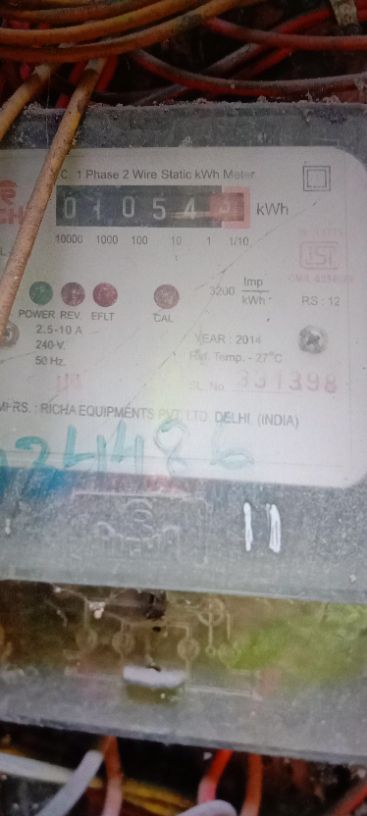 C. 1 Phase 2 Wire Static kWh Meter
0 1 0 5 4
kWh
10000 1000 100 10 1 1/10
3200 Imp/kWh
RS : 12
POWER REV. EFLT CAL
2.5-10 A
240 V.
50 Hz.
YEAR : 2014
Ref. Temp. - 27°C
SL. No. 331398
MFRS. : RICHA EQUIPMENTS PVT. LTD. DELHI. (INDIA)
11